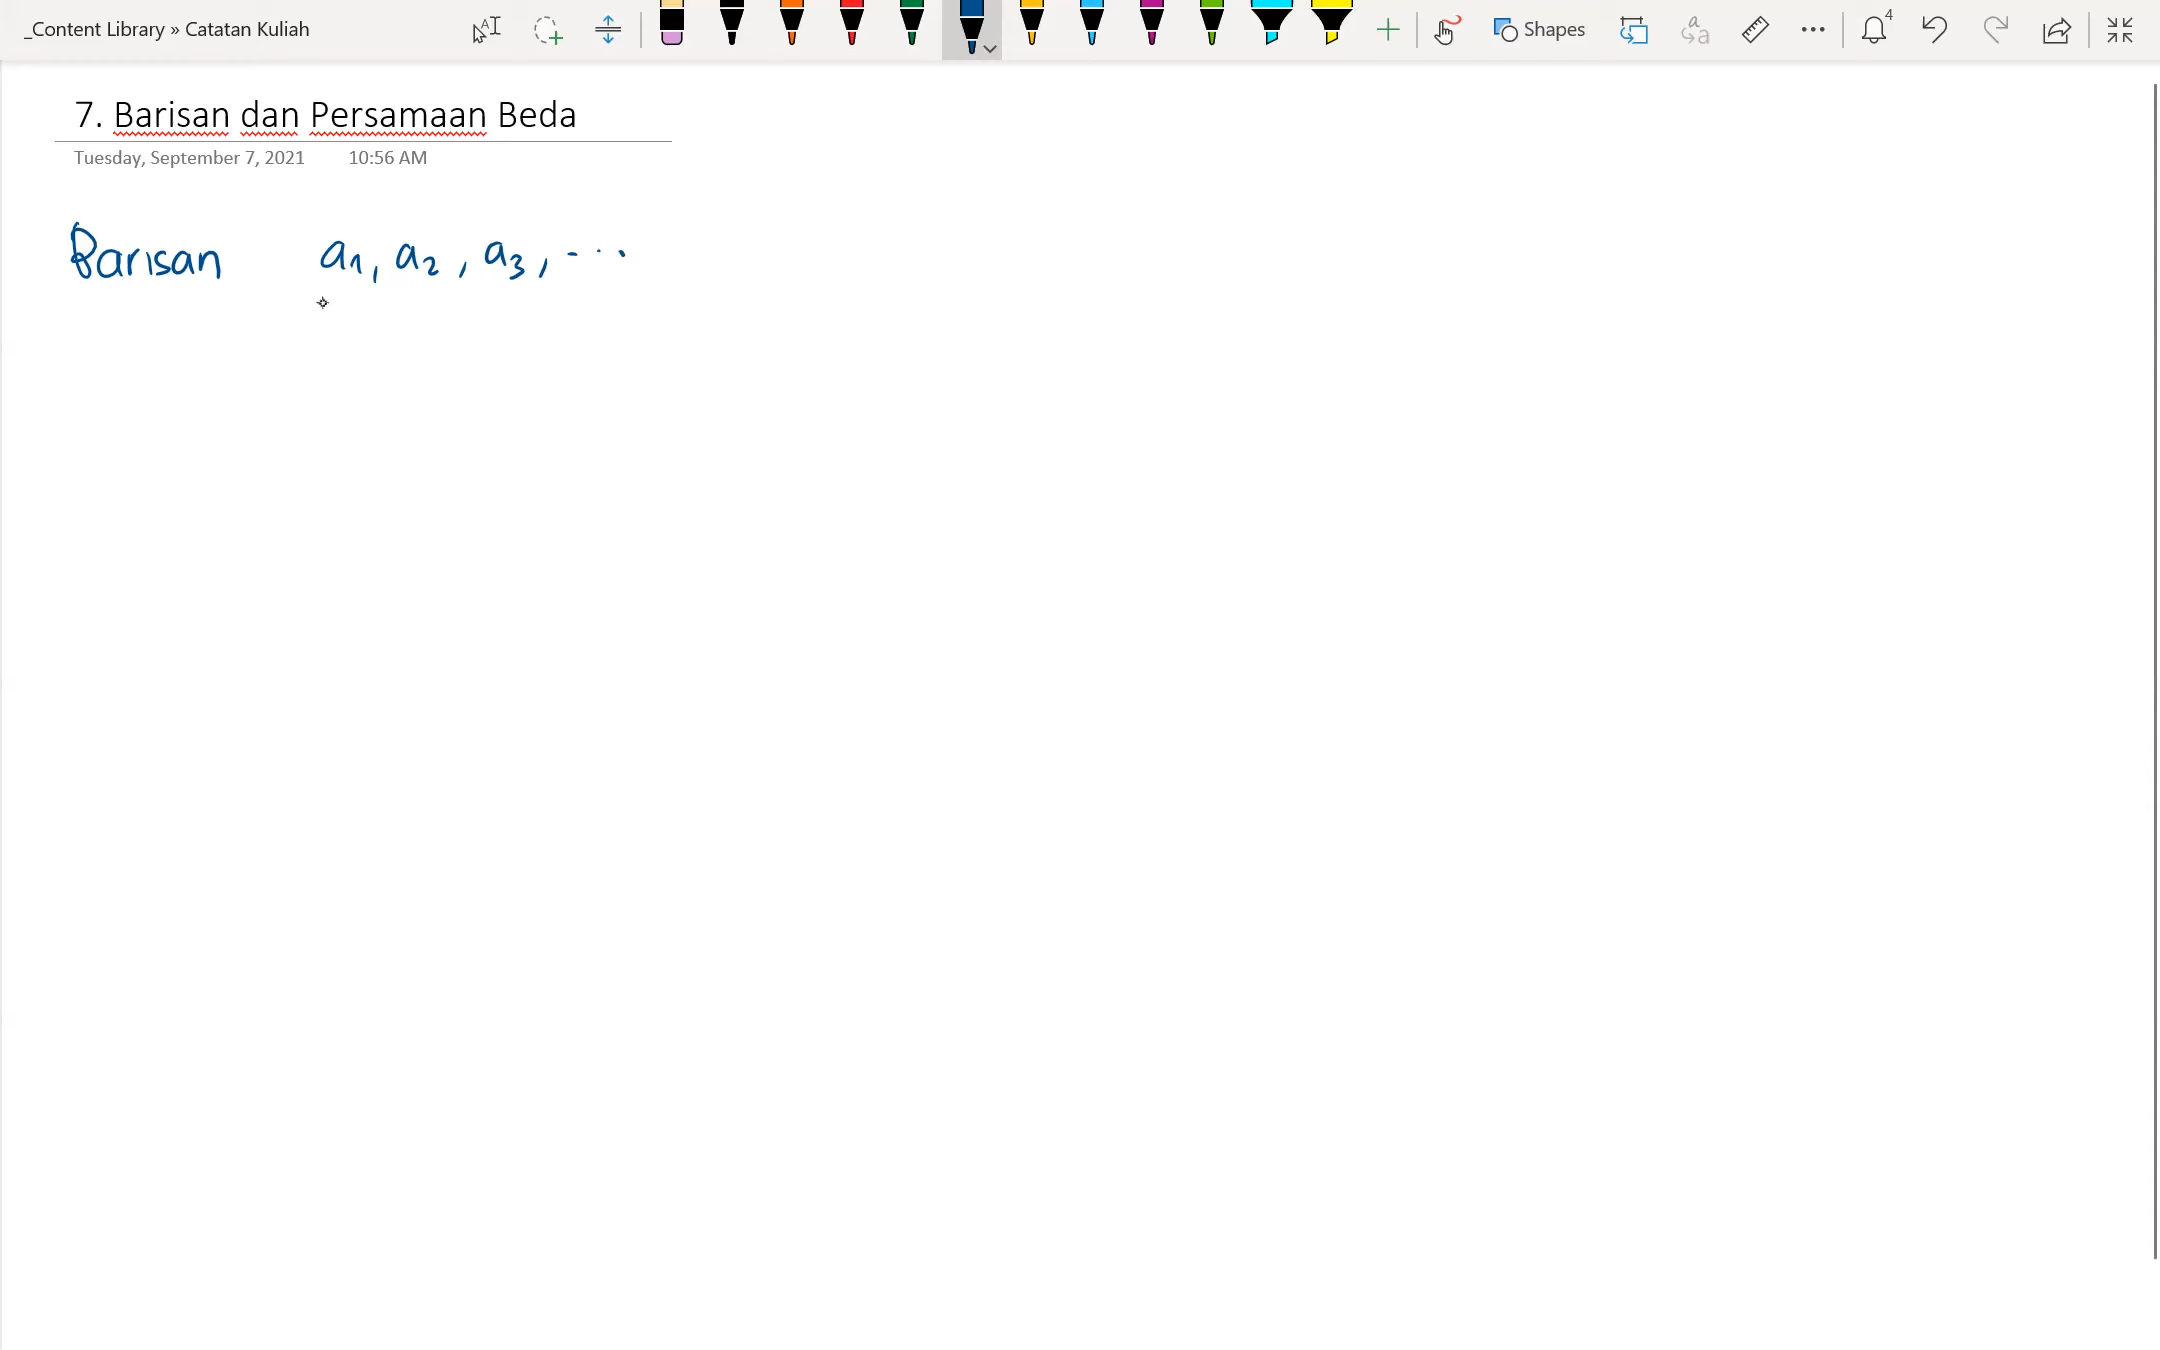 _Content Library » Catatan Kuliah
Shapes
4
7. Barisan dan Persamaan Beda
Tuesday, September 7, 2021 10:56 AM
Barisan a1, a2, a3, ...